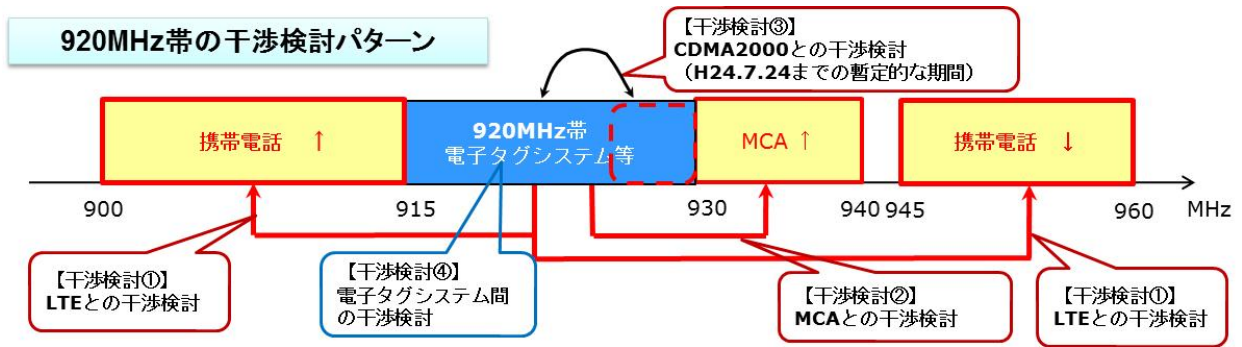 920MHz帯の干渉検討パターン
【干渉検討③】
CDMA2000との干渉検討
（H24.7.24までの暫定的な期間）
携帯電話 ↑
920MHz帯
電子タグシステム等
MCA ↑
携帯電話 ↓
900
915
930
940
945
960
MHz
【干渉検討①】
LTEとの干渉検討
【干渉検討④】
電子タグシステム間
の干渉検討
【干渉検討②】
MCAとの干渉検討
【干渉検討①】
LTEとの干渉検討